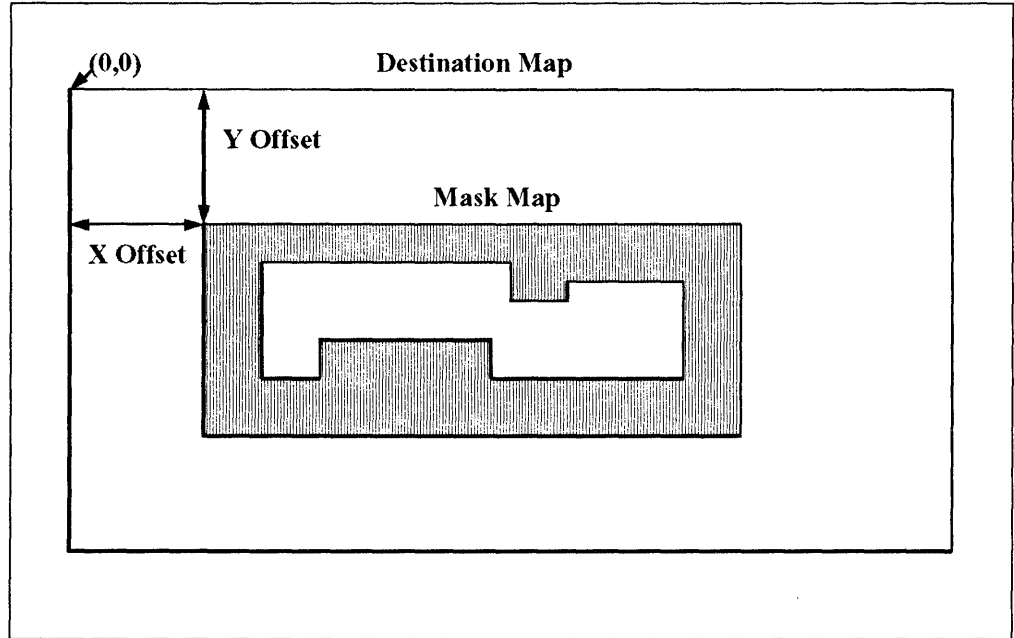 (0,0)
Destination Map
Y Offset
Mask Map
X Offset